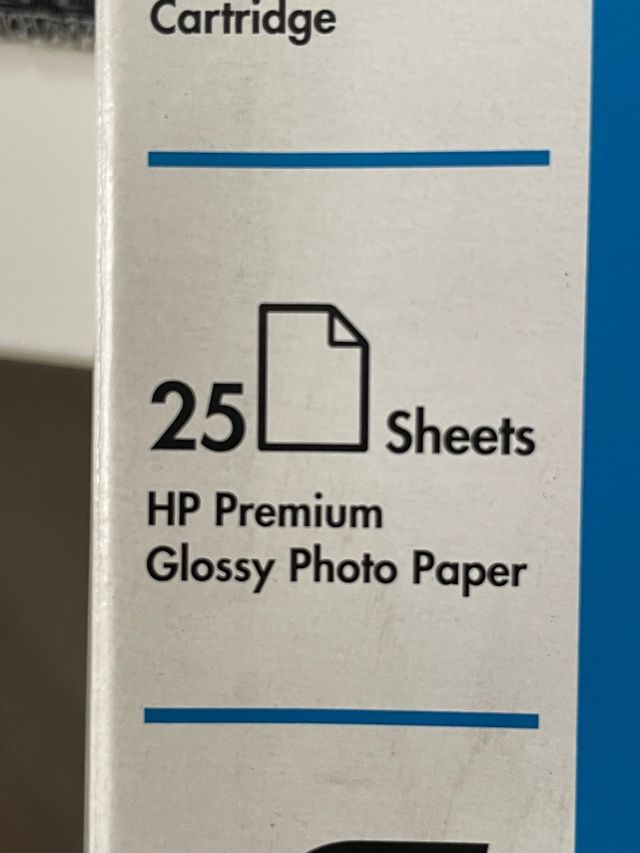 Cartridge
25 Sheets
HP Premium
Glossy Photo Paper